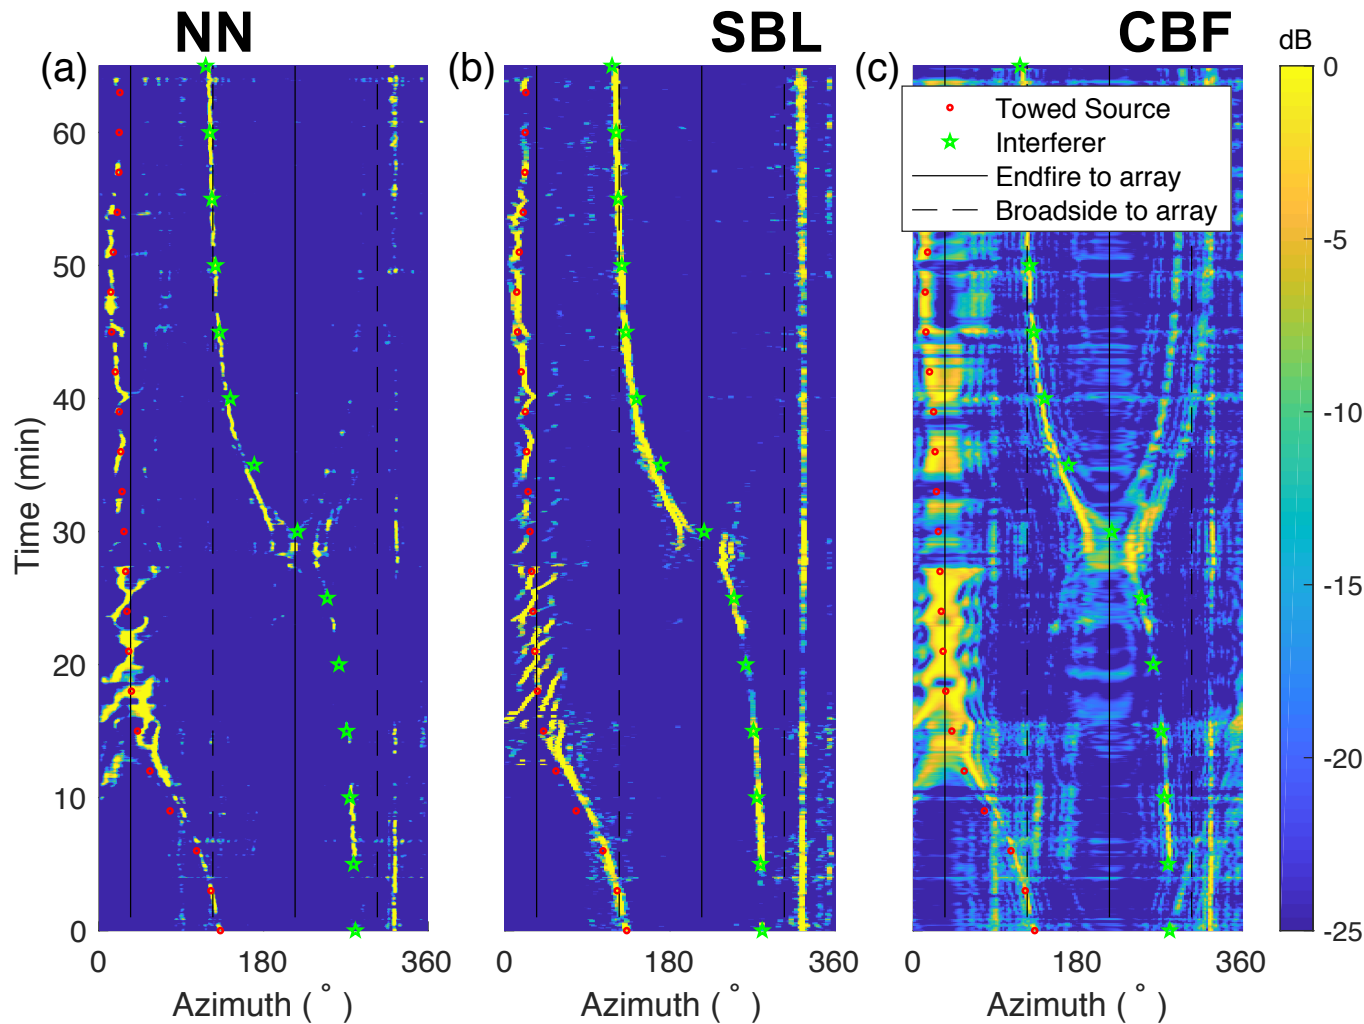 NN
SBL
CBF
dB
(a)
(b)
(c)
Towed Source
Interferer
Endfire to array
Broadside to array
Time (min)
60
50
40
30
20
10
0
0
-5
-10
-15
-20
-25
0 180 360
0 180 360
0 180 360
Azimuth (°)
Azimuth (°)
Azimuth (°)